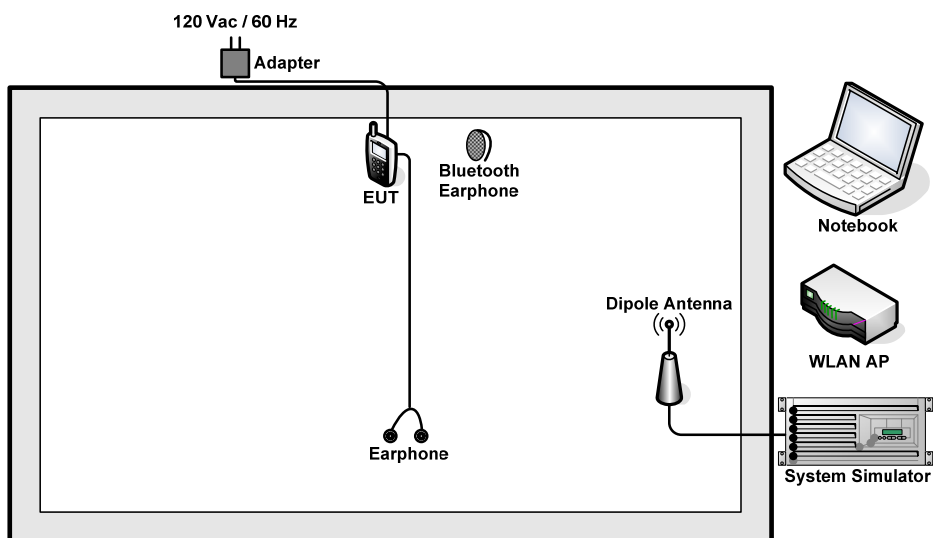 120 Vac / 60 Hz
Adapter
EUT
Bluetooth
Earphone
Notebook
Dipole Antenna
WLAN AP
Earphone
System Simulator